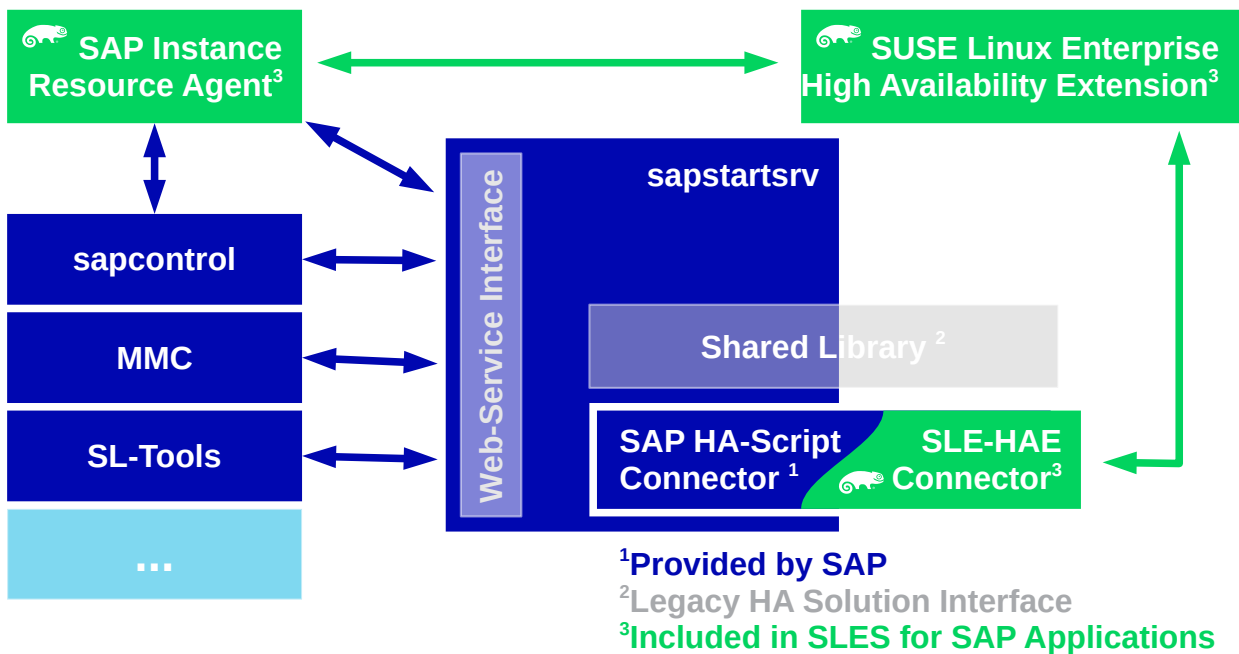 SAP Instance
Resource Agent³
SUSE Linux Enterprise
High Availability Extension³
sapstartsrv
Web-Service Interface
sapcontrol
MMC
SL-Tools
...
Shared Library ²
SAP HA-Script
Connector ¹
SLE-HAE
Connector³
¹Provided by SAP
²Legacy HA Solution Interface
³Included in SLES for SAP Applications